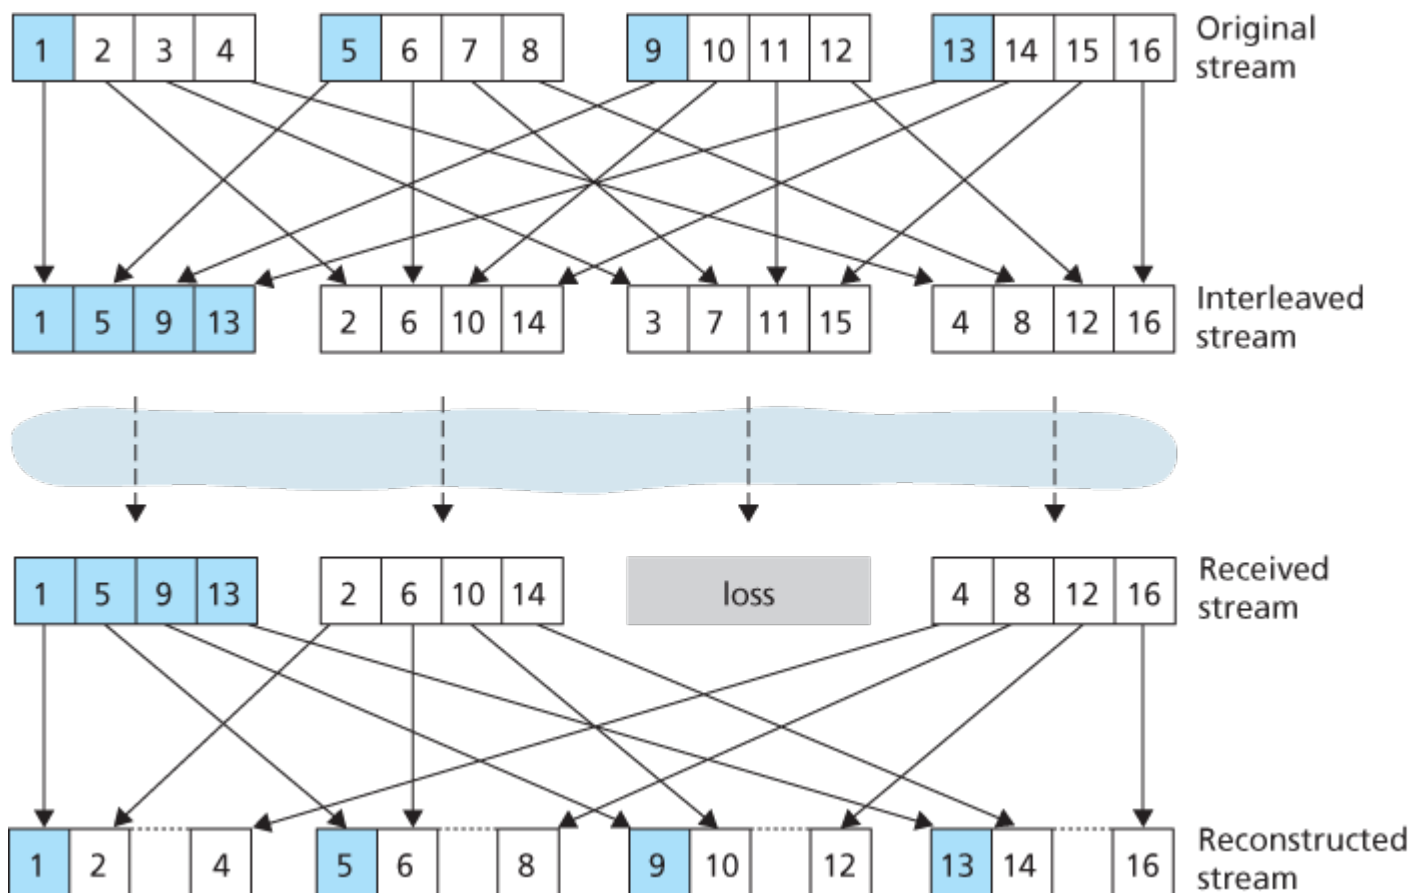 1 2 3 4 5 6 7 8 9 10 11 12 13 14 15 16 Original
stream
1 5 9 13 2 6 10 14 3 7 11 15 4 8 12 16 Interleaved
stream
1 5 9 13 2 6 10 14 loss 4 8 12 16 Received
stream
1 2 4 5 6 8 9 10 12 13 14 16 Reconstructed
stream